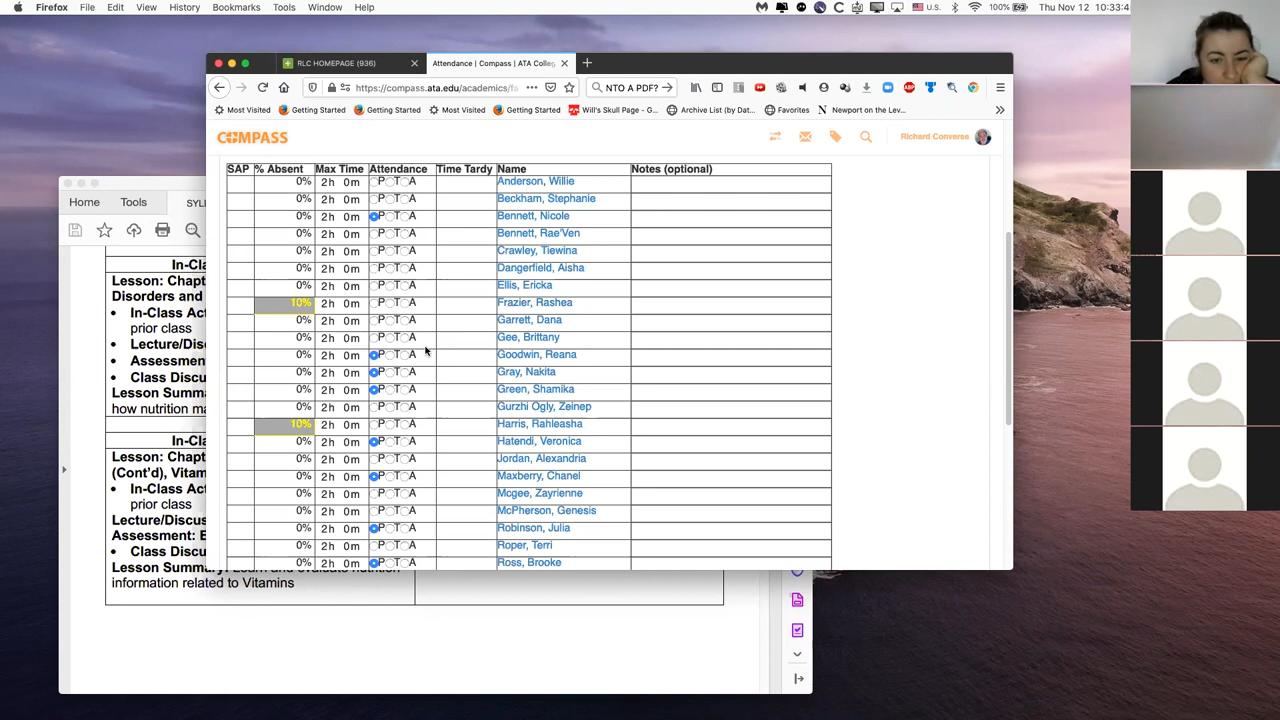 Firefox File Edit View History Bookmarks Tools Window Help U.S. 100% Thu Nov 12 10:33:4
RLC HOMEPAGE (936) Attendance | Compass | ATA Colle
https://compass.ata.edu/academics/fa NTO A PDF?
Most Visited Getting Started Getting Started Most Visited Getting Started Will's Skull Page - G... Archive List (by Dat... Favorites Newport on the Lev...
COMPASS Richard Converse
SAP % Absent Max Time Attendance Time Tardy Name Notes (optional)
0% 2h 0m P T A Anderson, Willie
0% 2h 0m P T A Beckham, Stephanie
0% 2h 0m P T A Bennett, Nicole
0% 2h 0m P T A Bennett, Rae'Ven
0% 2h 0m P T A Crawley, Tiewina
0% 2h 0m P T A Dangerfield, Aisha
0% 2h 0m P T A Ellis, Ericka
10% 2h 0m P T A Frazier, Rashea
0% 2h 0m P T A Garrett, Dana
0% 2h 0m P T A Gee, Brittany
0% 2h 0m P T A Goodwin, Reana
0% 2h 0m P T A Gray, Nakita
0% 2h 0m P T A Green, Shamika
0% 2h 0m P T A Gurzhi Ogly, Zeinep
10% 2h 0m P T A Harris, Rahleasha
0% 2h 0m P T A Hatendi, Veronica
0% 2h 0m P T A Jordan, Alexandria
0% 2h 0m P T A Maxberry, Chanel
0% 2h 0m P T A Mcgee, Zayrienne
0% 2h 0m P T A McPherson, Genesis
0% 2h 0m P T A Robinson, Julia
0% 2h 0m P T A Roper, Terri
0% 2h 0m P T A Ross, Brooke
Home Tools SYL
In-Cla
Lesson: Chapt
Disorders and
• In-Class Act
prior class
• Lecture/Disc
• Assessment
• Class Discu
Lesson Summa
how nutrition ma
In-Cla
Lesson: Chapt
(Cont'd), Vitam
• In-Class Act
prior class
Lecture/Discus
Assessment: E
• Class Discu
Lesson Summary:
information related to Vitamins